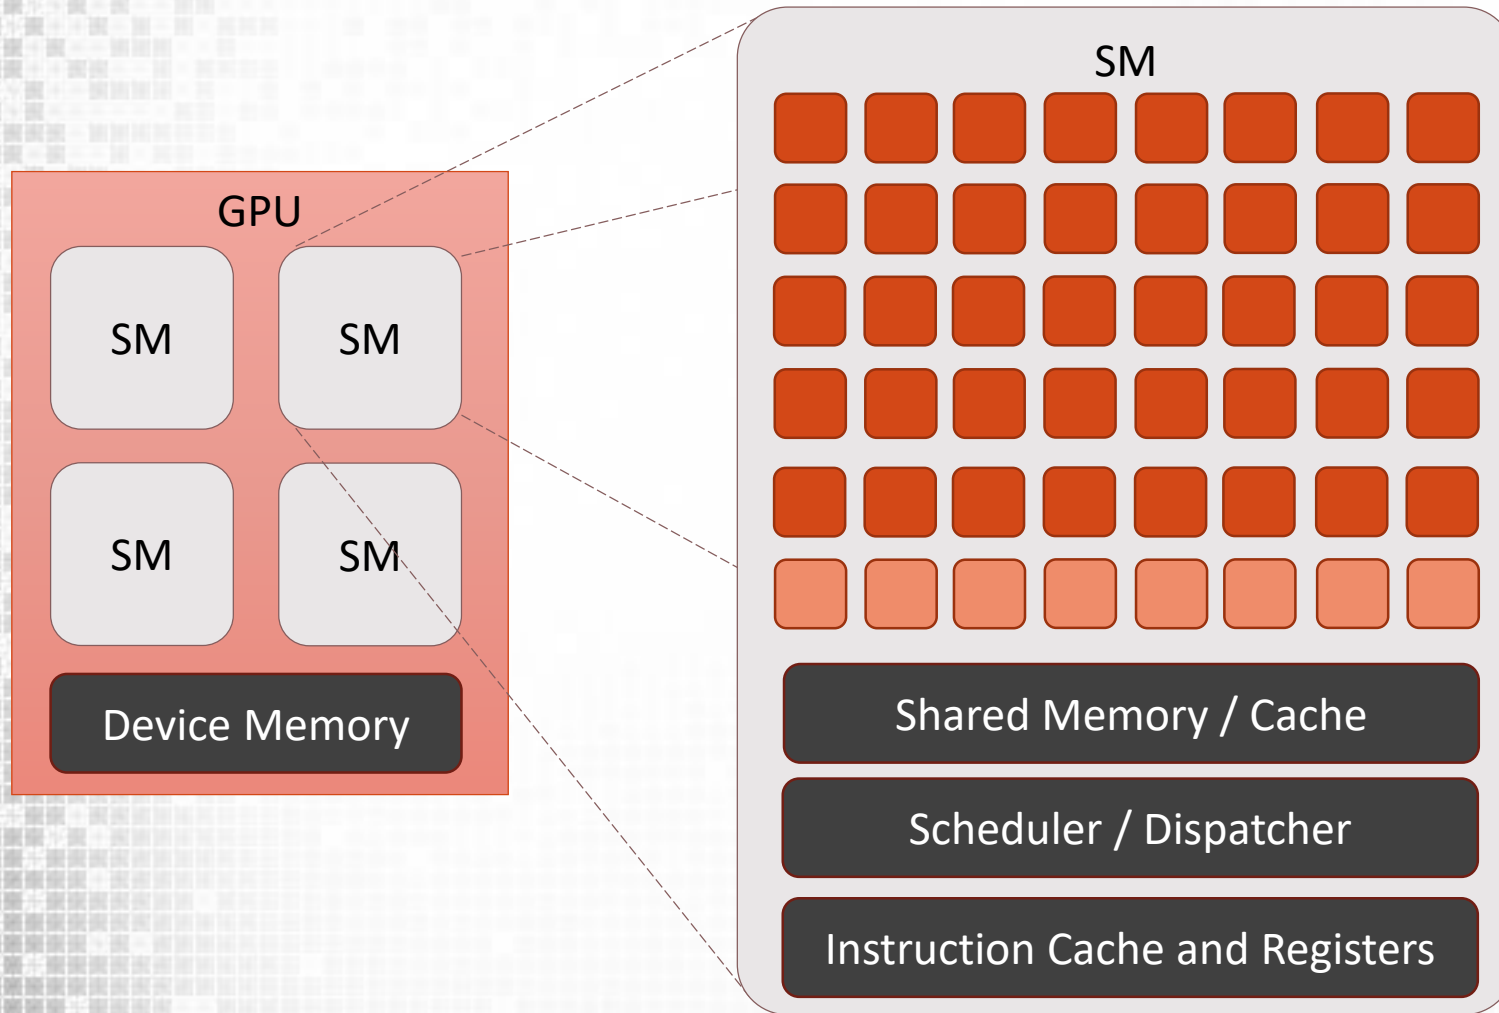 GPU
SM
SM
SM
SM
Device Memory
SM
Shared Memory / Cache
Scheduler / Dispatcher
Instruction Cache and Registers